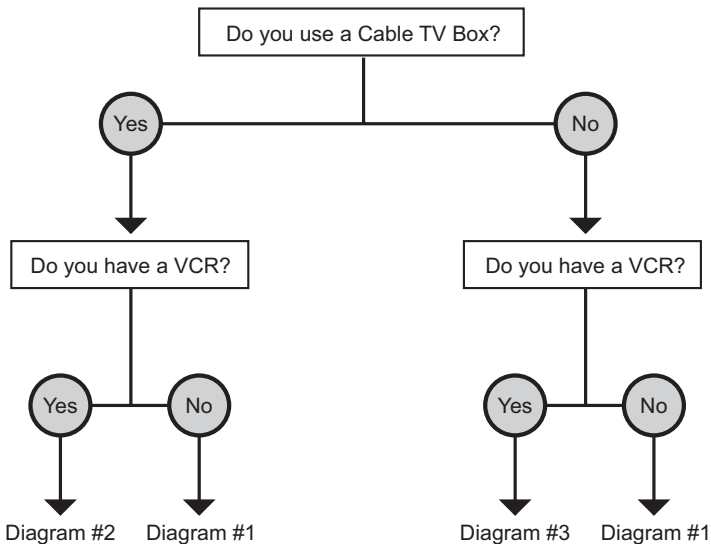 Do you use a Cable TV Box?
Yes
No
Do you have a VCR?
Do you have a VCR?
Yes
No
Yes
No
Diagram #2
Diagram #1
Diagram #3
Diagram #1